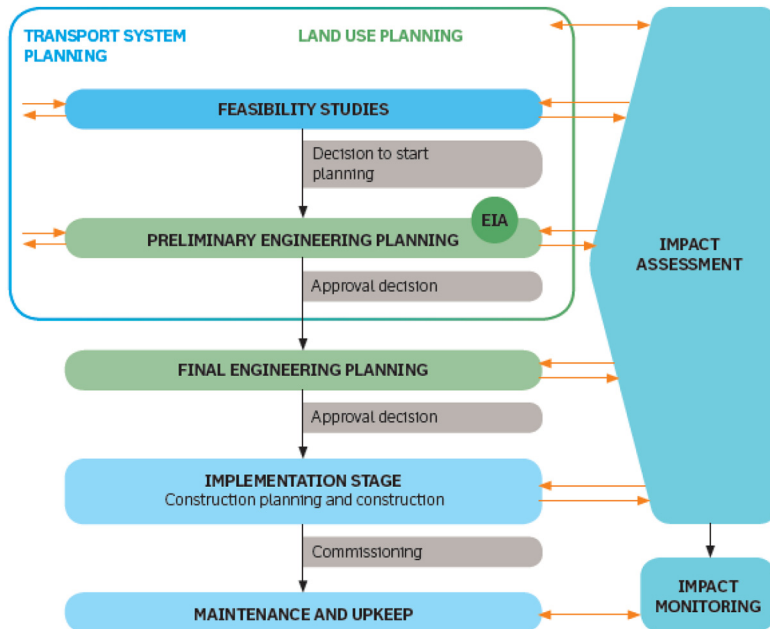 TRANSPORT SYSTEM
PLANNING
LAND USE PLANNING
FEASIBILITY STUDIES
Decision to start
planning
EIA
PRELIMINARY ENGINEERING PLANNING
IMPACT
ASSESSMENT
Approval decision
FINAL ENGINEERING PLANNING
Approval decision
IMPLEMENTATION STAGE
Construction planning and construction
Commissioning
IMPACT
MONITORING
MAINTENANCE AND UPKEEP